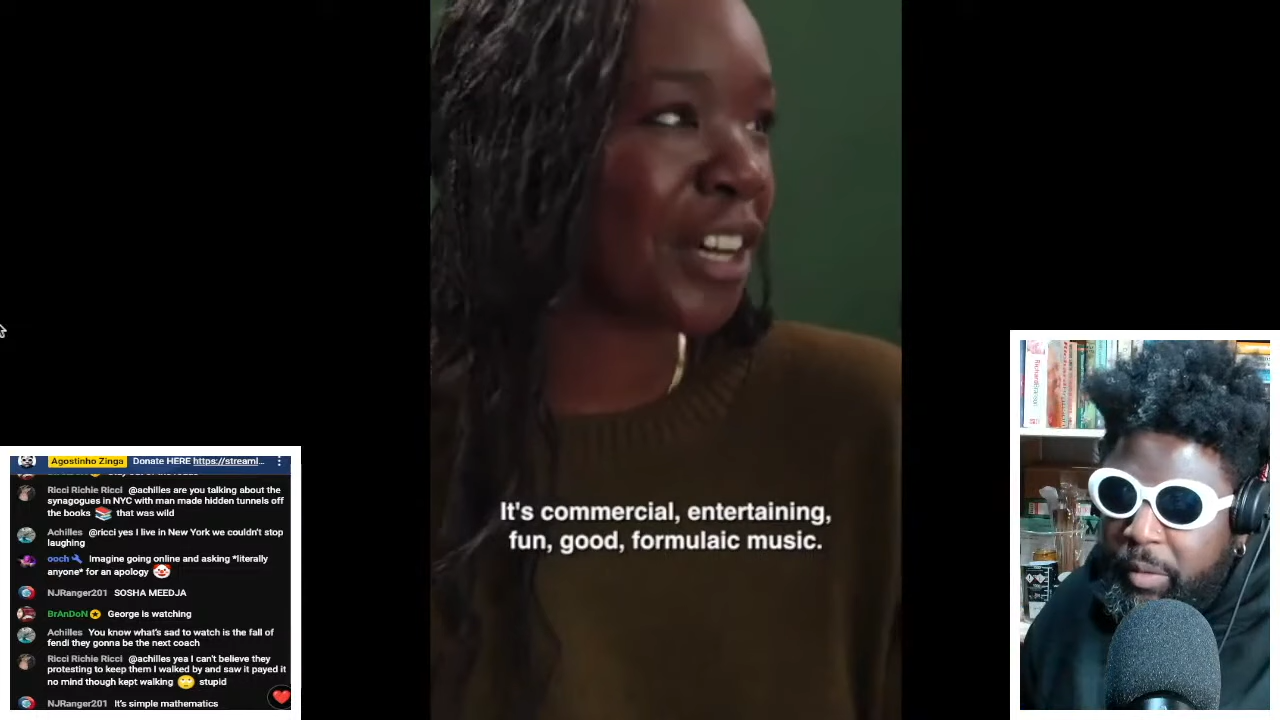 It's commercial, entertaining,
fun, good, formulaic music.
Agostinho Zinga Donate HERE https://streaml...
Ricci Richie Ricci @achilles are you talking about the
synagogues in NYC with man made hidden tunnels off
the books that was wild
Achilles @ricci yes I live in New York we couldn't stop
laughing
ooch Imagine going online and asking *literally
anyone* for an apology
NJRanger201 SOSHA MEEDJA
BrAnDoN George is watching
Achilles You know what's sad to watch is the fall of
fendi they gonna be the next coach
Ricci Richie Ricci @achilles yea I can't believe they
protesting to keep them I walked by and saw it payed it
no mind though kept walking stupid
NJRanger201 It's simple mathematics